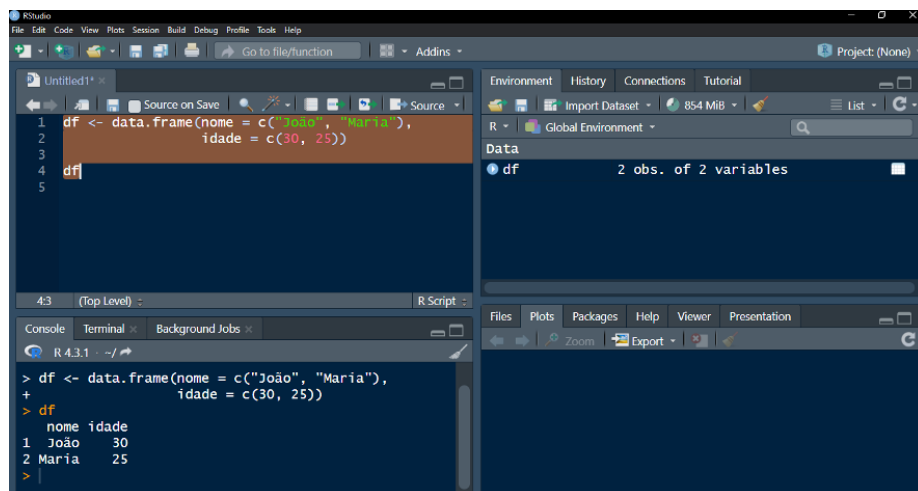 RStudio
File Edit Code View Plots Session Build Debug Profile Tools Help
Go to file/function Addins Project: (None)
Untitled1*
Source on Save Source
1 df <- data.frame(nome = c("João", "Maria"),
2 idade = c(30, 25))
3
4 df
5
4:3 (Top Level) R Script
Console Terminal Background Jobs
R 4.3.1 · ~/
> df <- data.frame(nome = c("João", "Maria"),
+ idade = c(30, 25))
> df
nome idade
1 João 30
2 Maria 25
>
Environment History Connections Tutorial
Import Dataset 854 MiB List
R Global Environment
Data
df 2 obs. of 2 variables
Files Plots Packages Help Viewer Presentation
Zoom Export